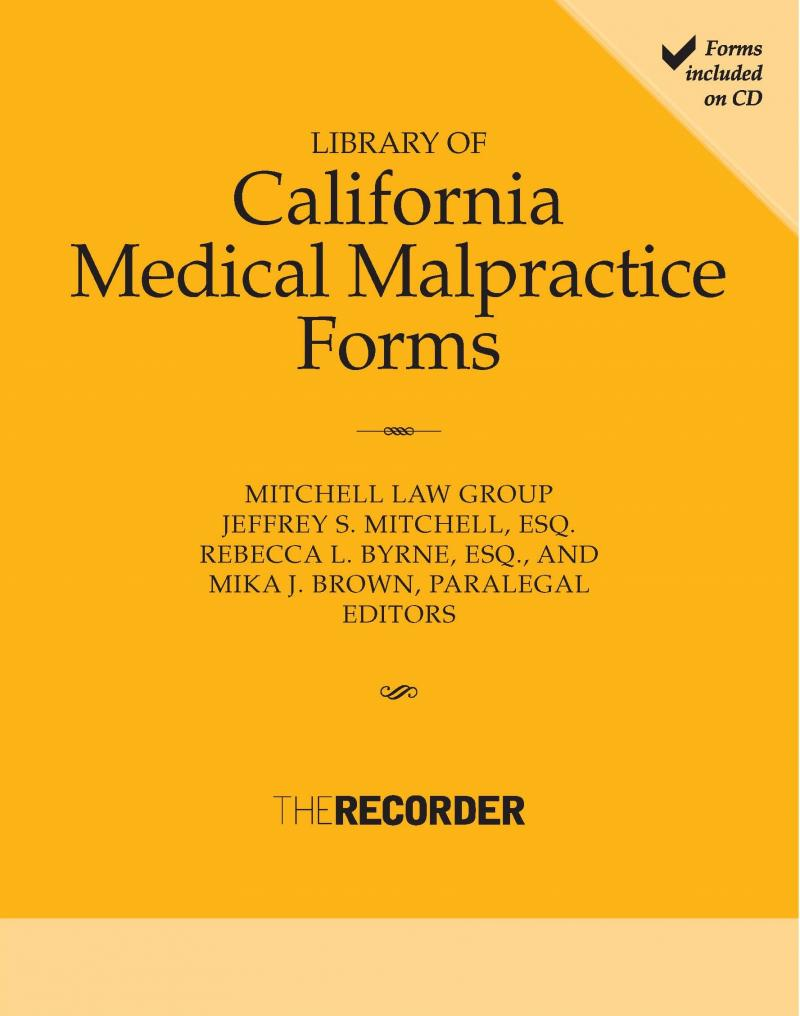 Forms
included
on CD
LIBRARY OF
California
Medical Malpractice
Forms
MITCHELL LAW GROUP
JEFFREY S. MITCHELL, ESQ.
REBECCA L. BYRNE, ESQ., AND
MIKA J. BROWN, PARALEGAL
EDITORS
THERECORDER